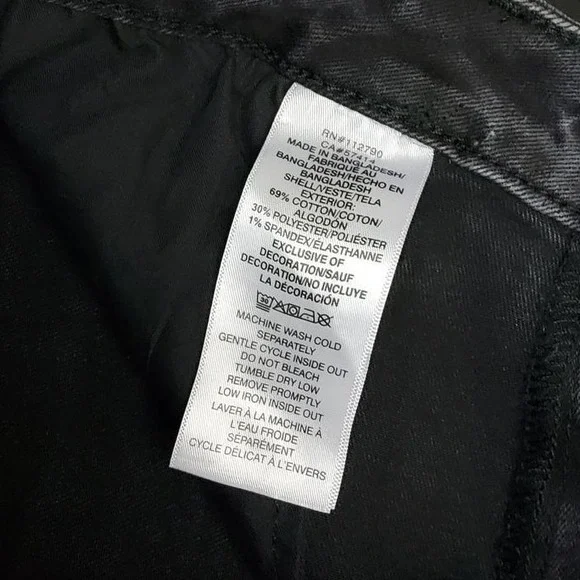 RN#112790
CA#57414
MADE IN BANGLADESH/
FABRIQUÉ AU
BANGLADESH/HECHO EN
BANGLADESH
SHELL/VESTE/TELA
EXTERIOR:
69% COTTON/COTON/
ALGODÓN
30% POLYESTER/POLIÉSTER
1% SPANDEX/ÉLASTHANNE
EXCLUSIVE OF
DECORATION/SAUF
DECORATION/NO INCLUYE
LA DECORACIÓN
30
MACHINE WASH COLD
SEPARATELY
GENTLE CYCLE INSIDE OUT
DO NOT BLEACH
TUMBLE DRY LOW
REMOVE PROMPTLY
LOW IRON INSIDE OUT
LAVER À LA MACHINE À
L'EAU FROIDE
SÉPARÉMENT
CYCLE DÉLICAT À L'ENVERS